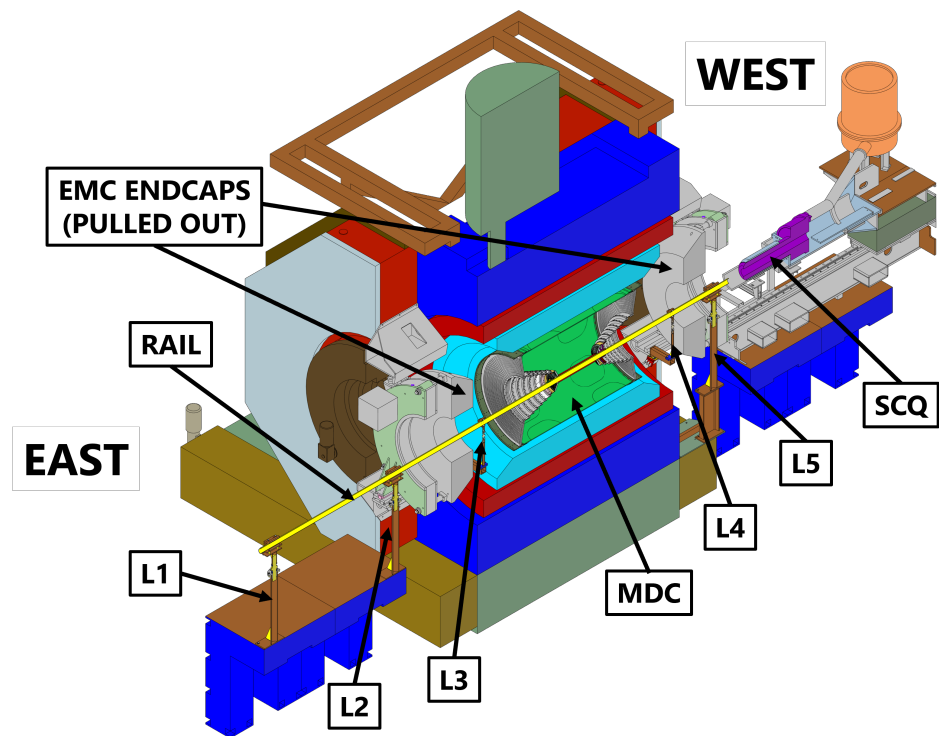 WEST
EMC ENDCAPS
(PULLED OUT)
RAIL
EAST
SCQ
L5
L4
L1
MDC
L3
L2